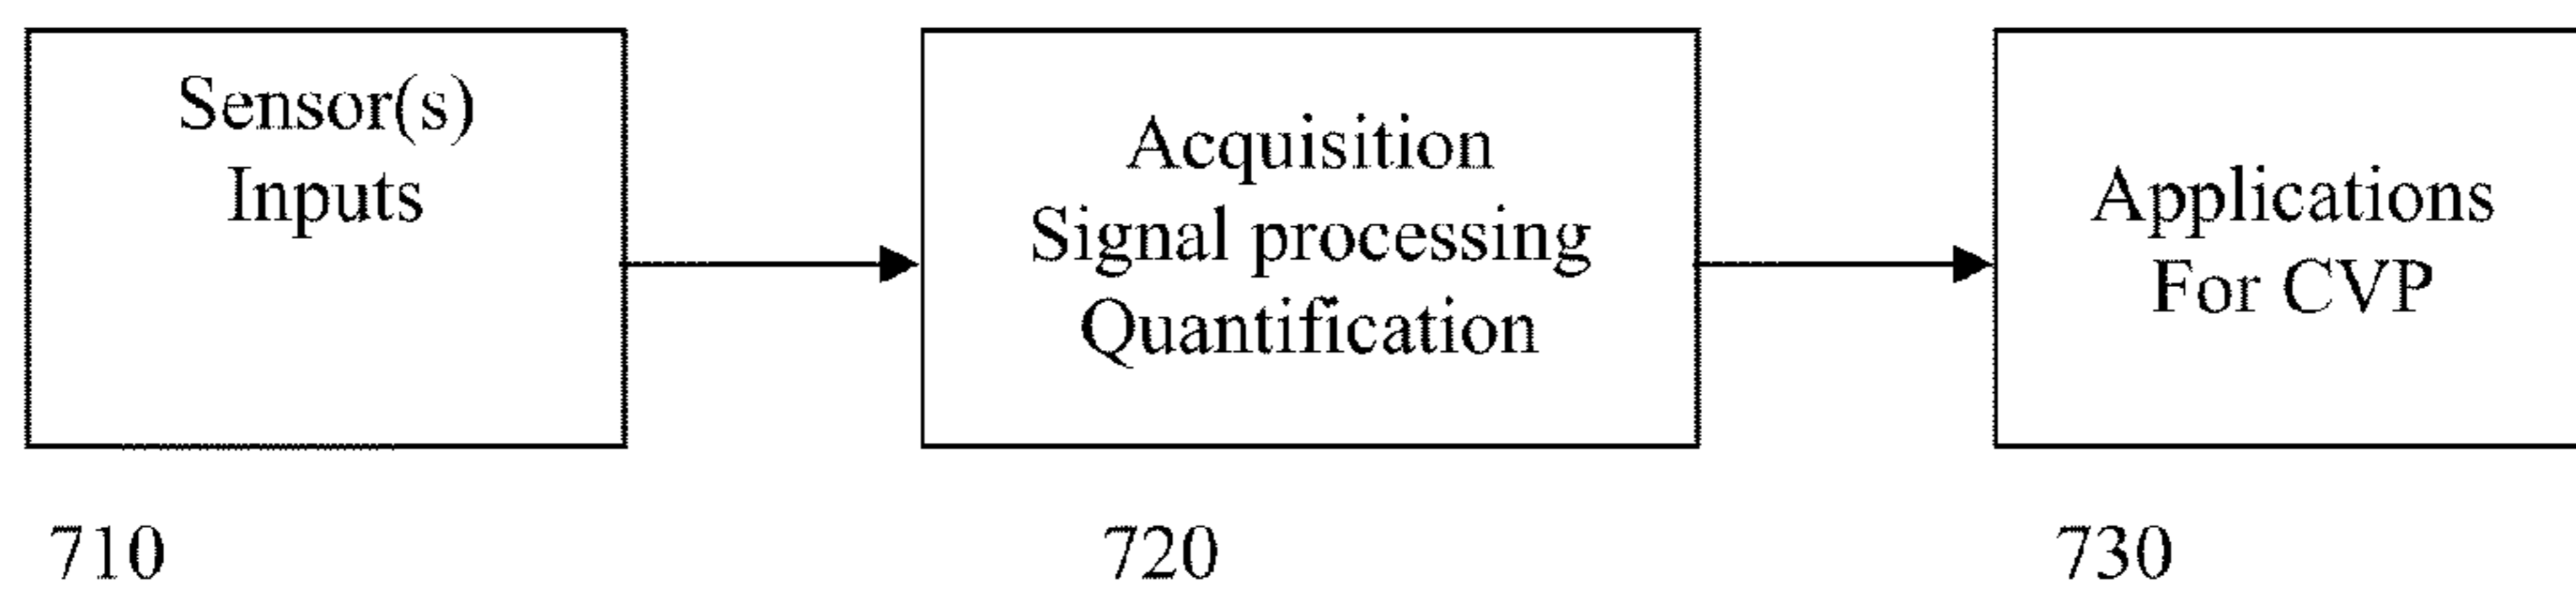 Sensor(s)
Inputs
Acquisition
Signal processing
Quantification
Applications
For CVP
710
720
730